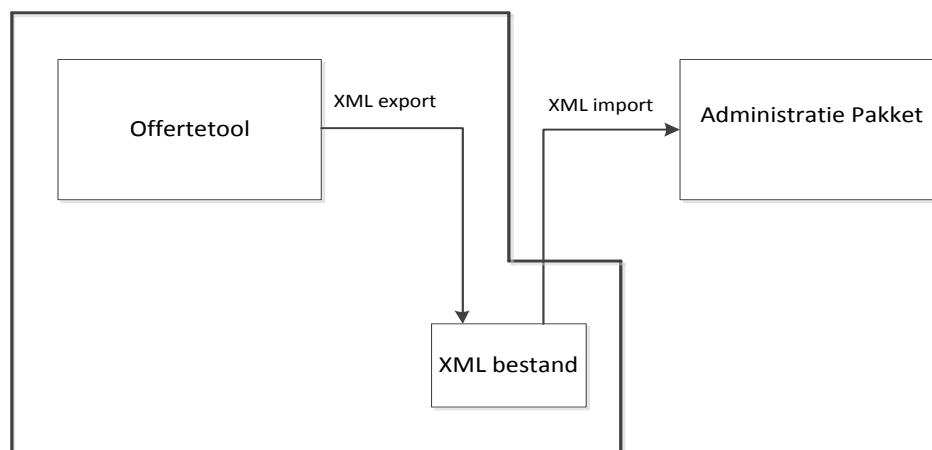 Offertetool
XML export
XML import
Administratie Pakket
XML bestand